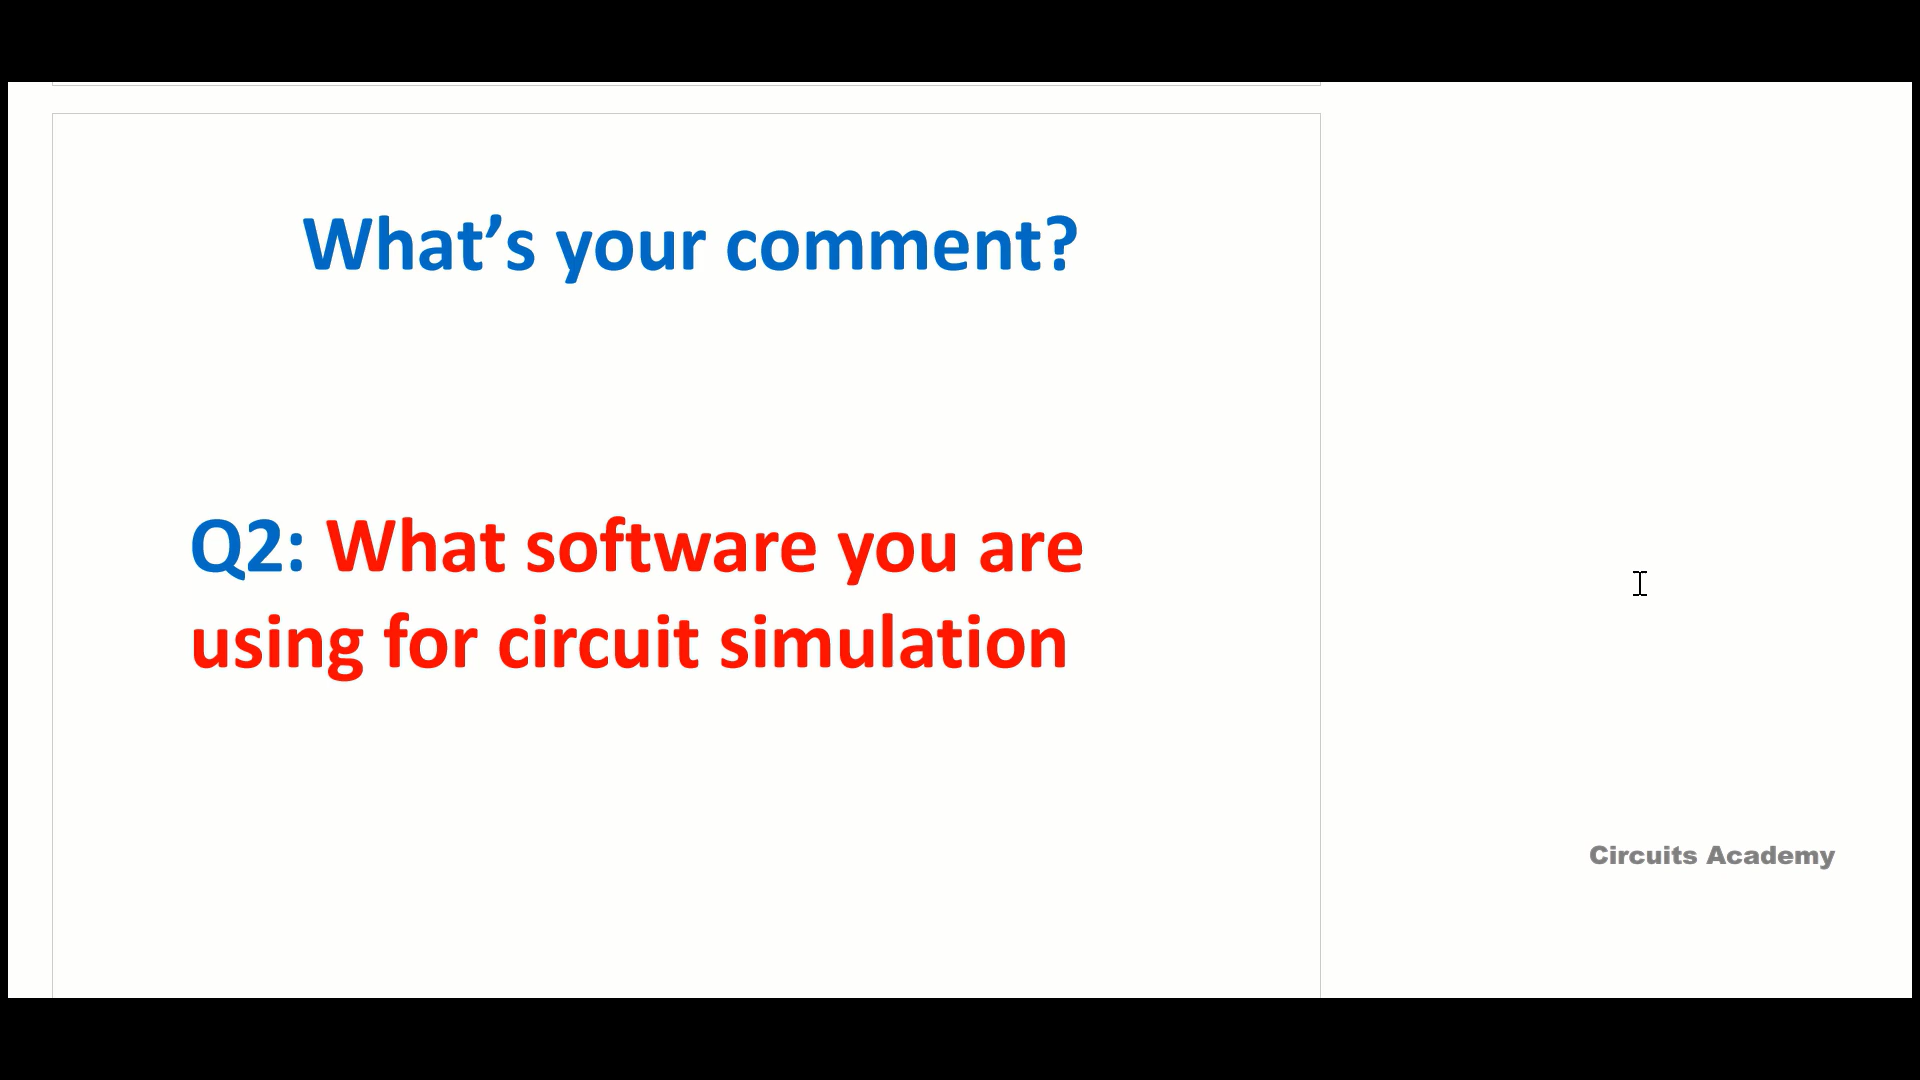 What’s your comment?
Q2: What software you are
using for circuit simulation
Circuits Academy